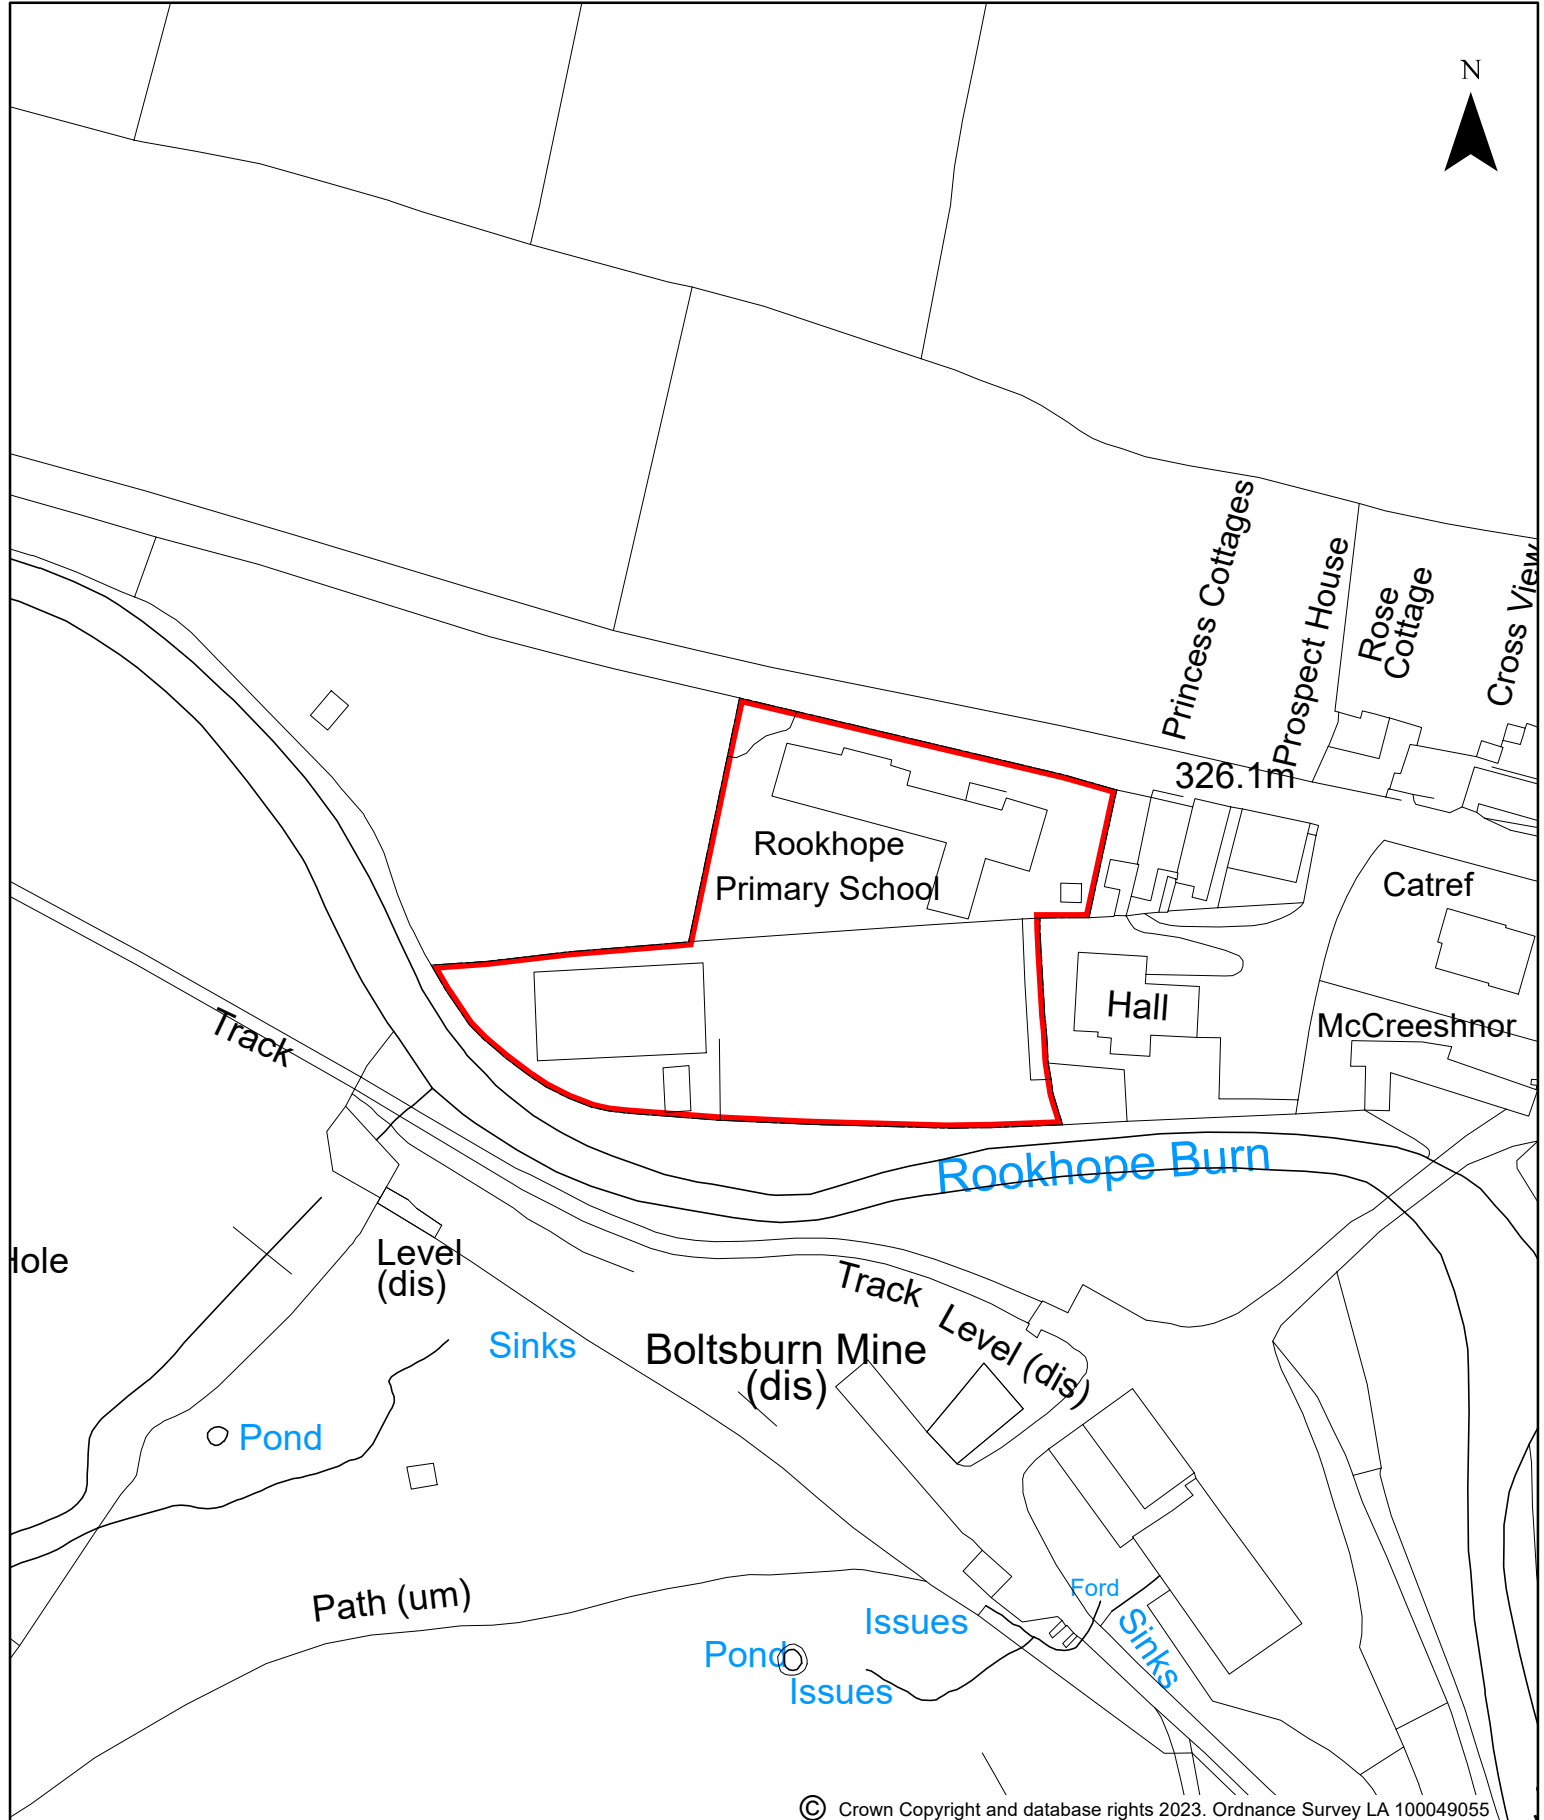 N
Princess Cottages
Prospect House
Rose
Cottage
Cross View
326.1m
Rookhope
Primary School
Catref
Hall
McCreeshnor
Track
Rookhope Burn
Level
(dis)
Track
Level (dis)
Sinks
Boltsburn Mine
(dis)
Pond
Path (um)
Ford
Issues
Sinks
Pond
Issues
© Crown Copyright and database rights 2023. Ordnance Survey LA 100049055